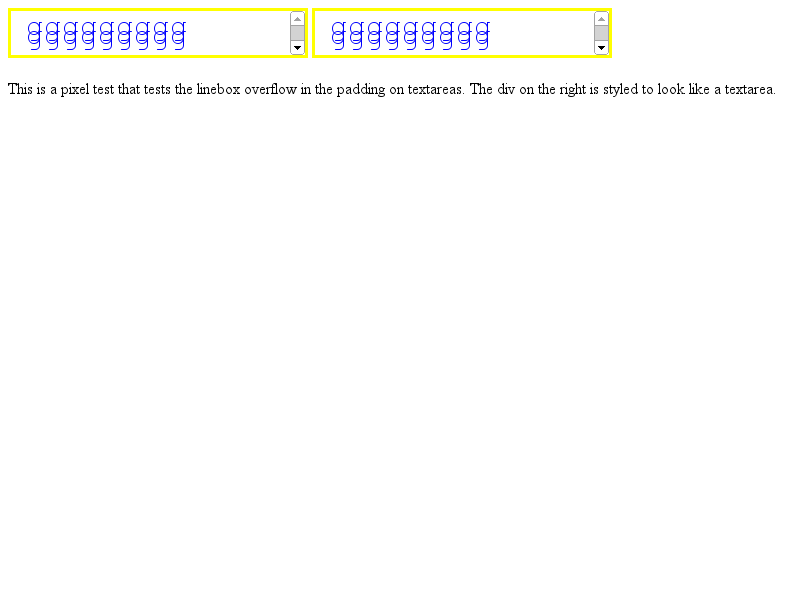 ggggggggg
ggggggggg
ggggggggg
ggggggggg
This is a pixel test that tests the linebox overflow in the padding on textareas. The div on the right is styled to look like a textarea.